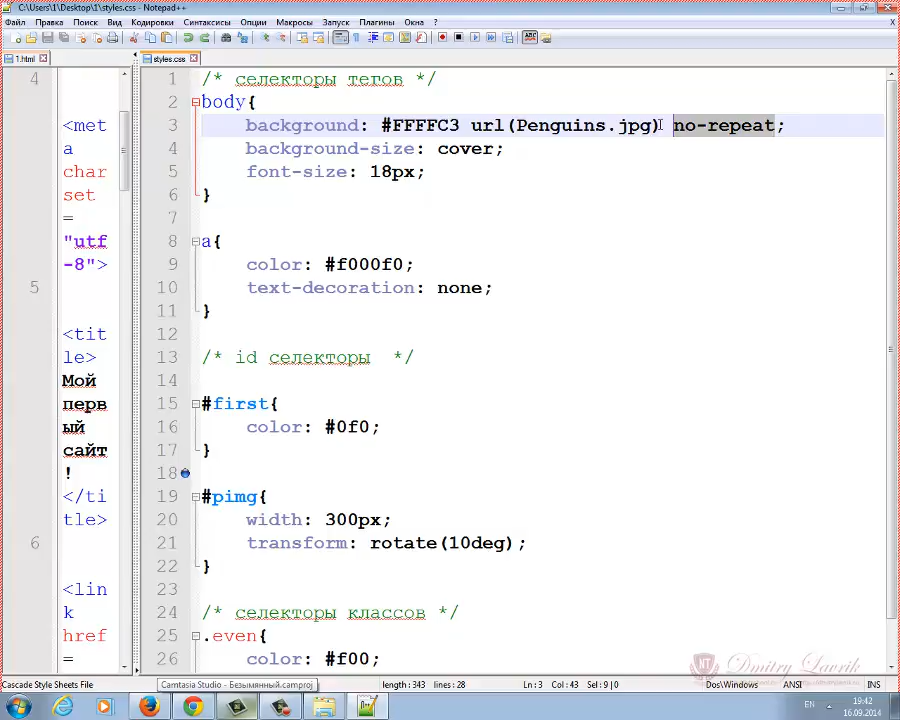 C:\Users\1\Desktop\1\styles.css - Notepad++
Файл Правка Поиск Вид Кодировки Синтаксисы Опции Макросы Запуск Плагины Окна ? X
1.html
styles.css
4
<met
a
char
set
=
"utf
-8">
5
<tit
le>
Мой
перв
ый
сайт
!
</ti
tle>
6
<lin
k
href
=
1 /* селекторы тегов */
2 body{
3 background: #FFFFC3 url(Penguins.jpg) no-repeat;
4 background-size: cover;
5 font-size: 18px;
6 }
7
8 a{
9 color: #f000f0;
10 text-decoration: none;
11 }
12
13 /* id селекторы */
14
15 #first{
16 color: #0f0;
17 }
18
19 #pimg{
20 width: 300px;
21 transform: rotate(10deg);
22 }
23
24 /* селекторы классов */
25 .even{
26 color: #f00;
NT Dmitry Lavrik
Cascade Style Sheets File
Camtasia Studio - Безымянный.camproj
length : 343 lines : 28
Ln : 3 Col : 43 Sel : 9 | 0
Dos\Windows
ANSI
INS
EN
19:42
16.09.2014